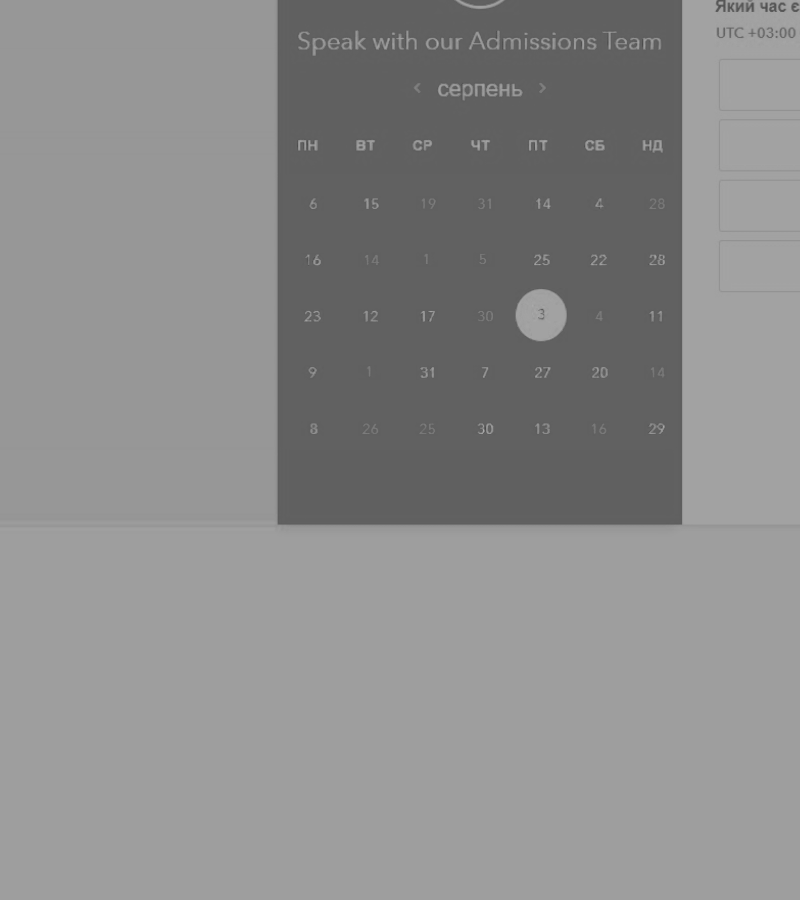 Speak with our Admissions Team
серпень
ПН ВТ СР ЧТ ПТ СБ НД
6 15 19 31 14 4 28
16 14 1 5 25 22 28
23 12 17 30 3 4 11
9 1 31 7 27 20 14
8 26 25 30 13 16 29
Який час є
UTC +03:00